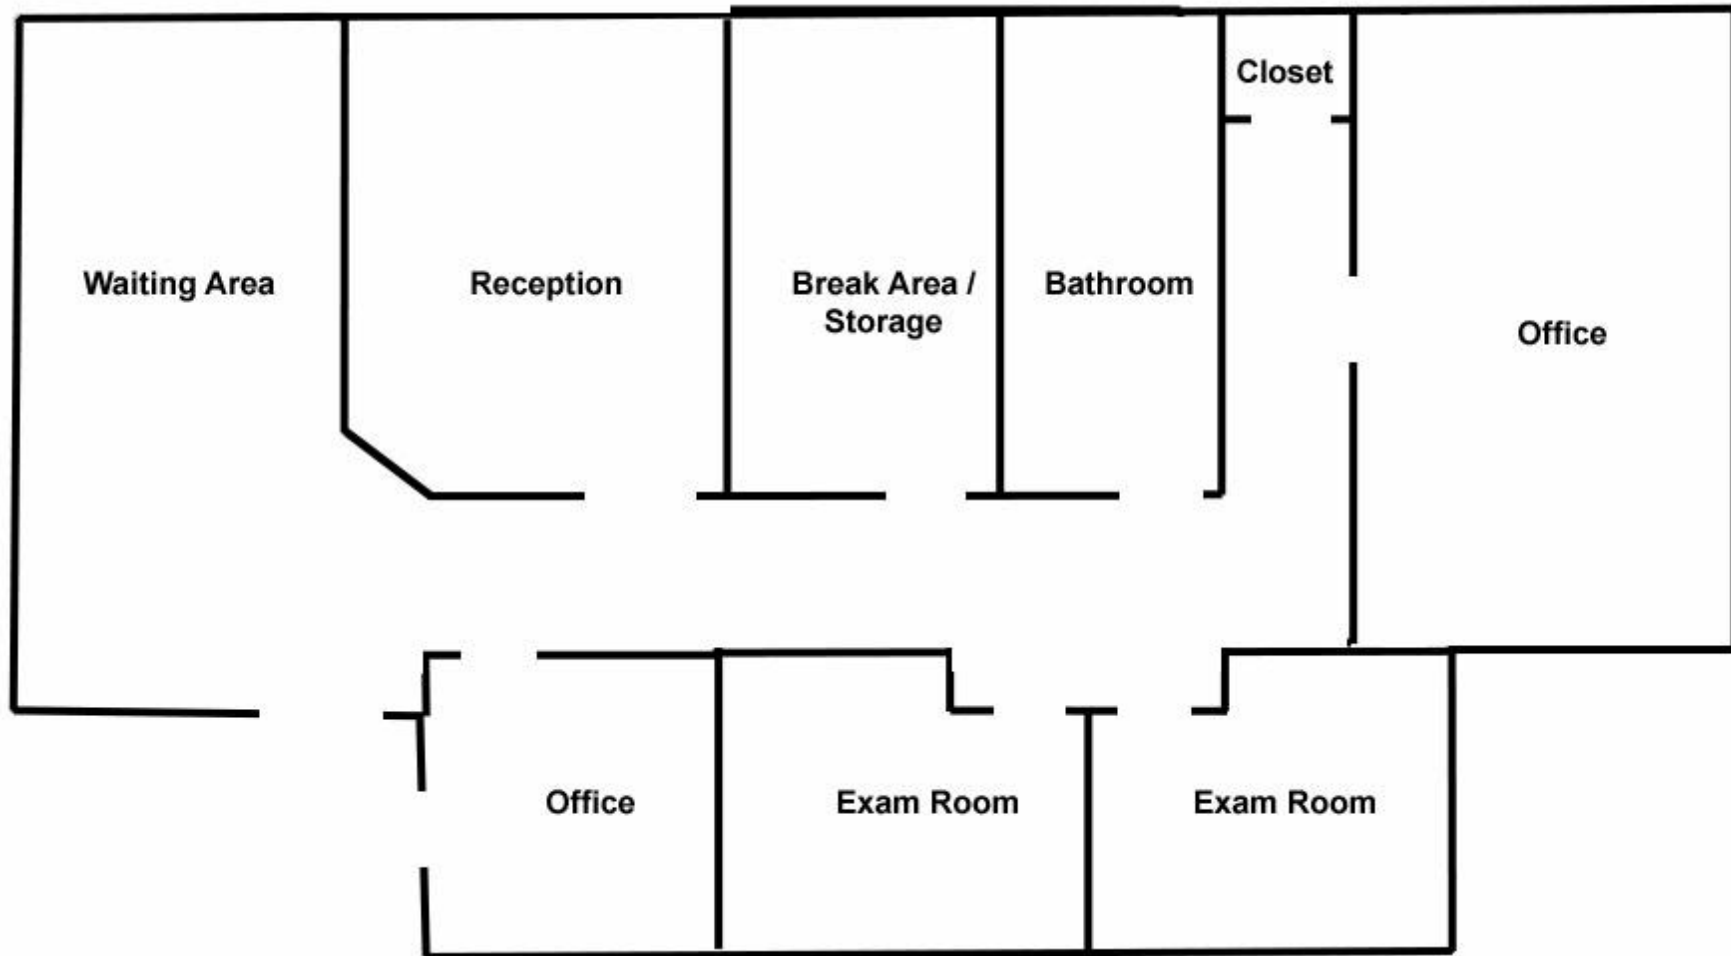 Closet
Waiting Area
Reception
Break Area /
Storage
Bathroom
Office
Office
Exam Room
Exam Room